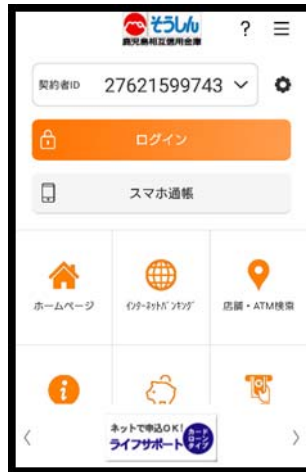 そうしん
鹿児島相互信用金庫
?
契約者ID 27621599743
ログイン
スマホ通帳
ホームページ
インターネットバンキング
店舗・ATM検索
ネットで申込OK!
ライフサポート
カード
ローン
タイプ